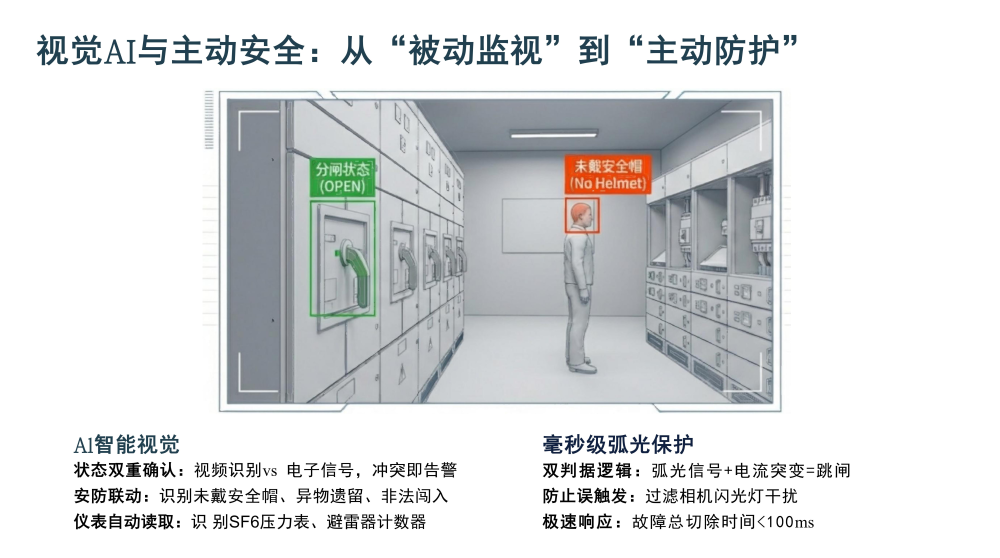 视觉AI与主动安全：从“被动监视”到“主动防护”
分闸状态
(OPEN)
未戴安全帽
(No Helmet)
AI智能视觉
状态双重确认：视频识别vs 电子信号，冲突即告警
安防联动：识别未戴安全帽、异物遗留、非法闯入
仪表自动读取：识 别SF6压力表、避雷器计数器
毫秒级弧光保护
双判据逻辑：弧光信号+电流突变=跳闸
防止误触发：过滤相机闪光灯干扰
极速响应：故障总切除时间<100ms